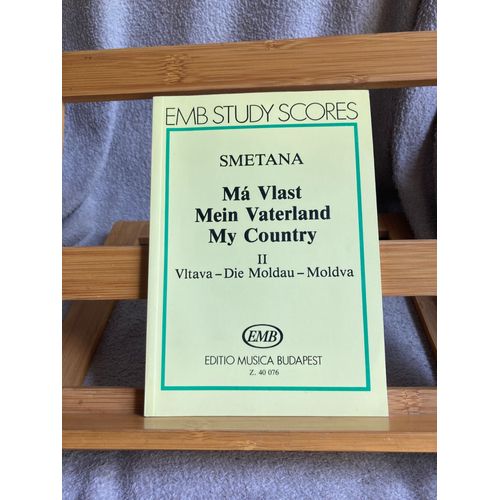 EMB STUDY SCORES
SMETANA
Má Vlast
Mein Vaterland
My Country
II
Vltava – Die Moldau – Moldva
EMB
EDITIO MUSICA BUDAPEST
Z. 40 076